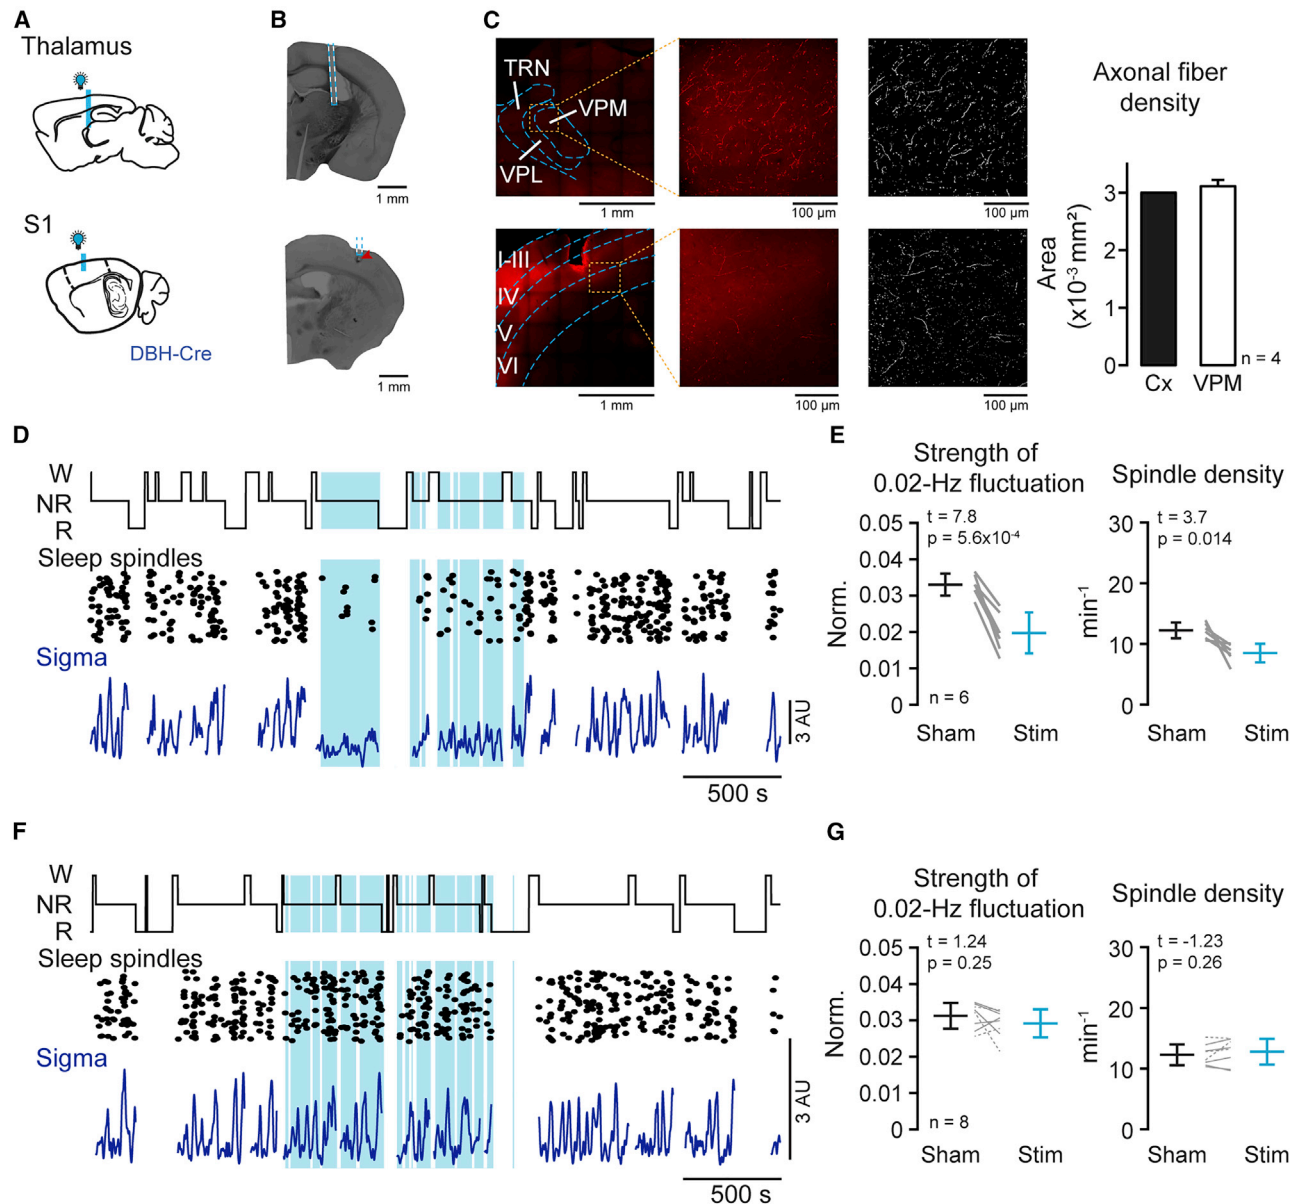 A
Thalamus
S1
DBH-Cre
B
1 mm
1 mm
C
TRN
VPM
VPL
1 mm
100 µm
100 µm
I-III
IV
V
VI
1 mm
100 µm
100 µm
Axonal fiber
density
Area
(x10⁻³ mm²)
3
2
1
0
Cx
VPM
n = 4
D
W
NR
R
Sleep spindles
Sigma
3 AU
500 s
E
Strength of
0.02-Hz fluctuation
t = 7.8
p = 5.6x10⁻⁴
Norm.
0.05
0.04
0.03
0.02
0.01
0
n = 6
Sham
Stim
Spindle density
t = 3.7
p = 0.014
min⁻¹
30
20
10
0
Sham
Stim
F
W
NR
R
Sleep spindles
Sigma
3 AU
500 s
G
Strength of
0.02-Hz fluctuation
t = 1.24
p = 0.25
Norm.
0.05
0.04
0.03
0.02
0.01
0
n = 8
Sham
Stim
Spindle density
t = -1.23
p = 0.26
min⁻¹
30
20
10
0
Sham
Stim